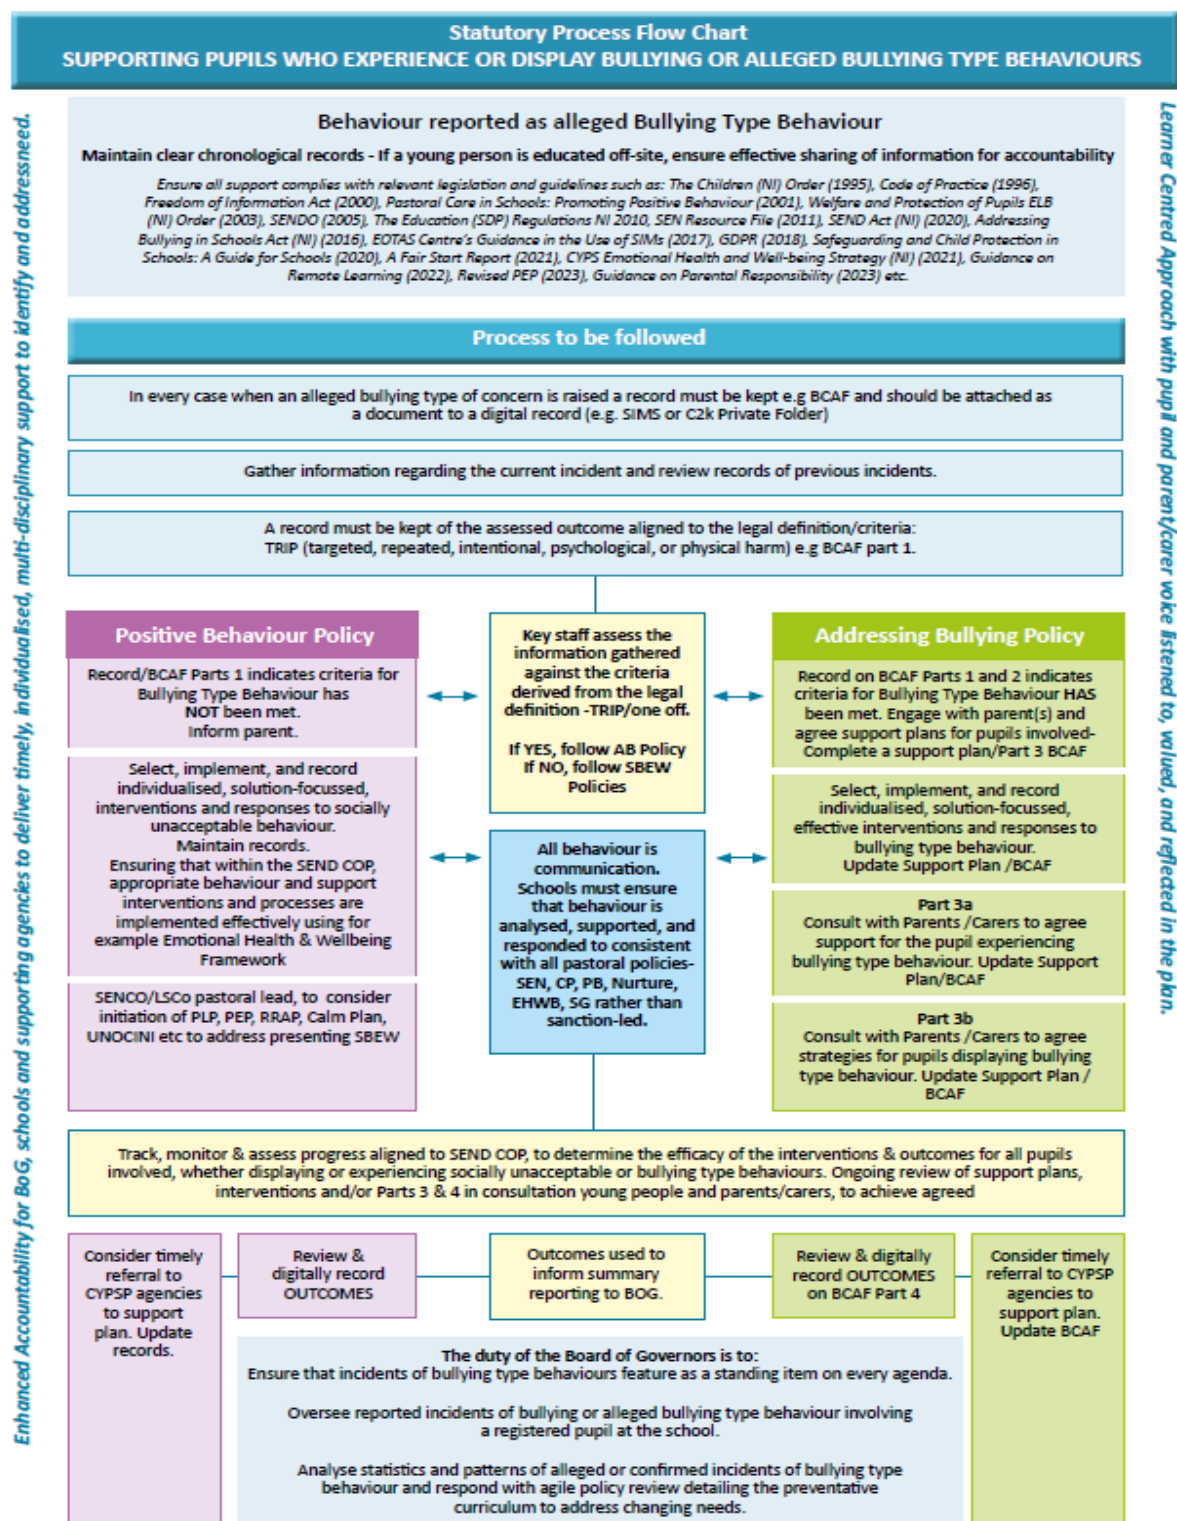 Statutory Process Flow Chart
SUPPORTING PUPILS WHO EXPERIENCE OR DISPLAY BULLYING OR ALLEGED BULLYING TYPE BEHAVIOURS
Enhanced Accountability for BoG, schools and supporting agencies to deliver timely, individualised, multi-disciplinary support to identify and addressned.
Learner Centred Approach with pupil and parent/carer voice listened to, valued, and reflected in the plan.
Behaviour reported as alleged Bullying Type Behaviour
Maintain clear chronological records - If a young person is educated off-site, ensure effective sharing of information for accountability
Ensure all support complies with relevant legislation and guidelines such as: The Children (NI) Order (1995), Code of Practice (1996),
Freedom of Information Act (2000), Pastoral Care in Schools: Promoting Positive Behaviour (2001), Welfare and Protection of Pupils ELB
(NI) Order (2003), SENDO (2005), The Education (SDP) Regulations NI 2010, SEN Resource File (2011), SEND Act (NI) (2020), Addressing
Bullying in Schools Act (NI) (2016), EOTAS Centre's Guidance in the Use of SIMs (2017), GDPR (2018), Safeguarding and Child Protection in
Schools: A Guide for Schools (2020), A Fair Start Report (2021), CYPS Emotional Health and Well-being Strategy (NI) (2021), Guidance on
Remote Learning (2022), Revised PEP (2023), Guidance on Parental Responsibility (2023) etc.
Process to be followed
In every case when an alleged bullying type of concern is raised a record must be kept e.g BCAF and should be attached as
a document to a digital record (e.g. SIMS or C2k Private Folder)
Gather information regarding the current incident and review records of previous incidents.
A record must be kept of the assessed outcome aligned to the legal definition/criteria:
TRIP (targeted, repeated, intentional, psychological, or physical harm) e.g BCAF part 1.
Positive Behaviour Policy
Record/BCAF Parts 1 indicates criteria for
Bullying Type Behaviour has
NOT been met.
Inform parent.
Select, implement, and record
individualised, solution-focussed,
interventions and responses to socially
unacceptable behaviour.
Maintain records.
Ensuring that within the SEND COP,
appropriate behaviour and support
interventions and processes are
implemented effectively using for
example Emotional Health & Wellbeing
Framework
SENCO/LSCo pastoral lead, to consider
initiation of PLP, PEP, RRAP, Calm Plan,
UNOCINI etc to address presenting SBEW
Key staff assess the
information gathered
against the criteria
derived from the legal
definition -TRIP/one off.
If YES, follow AB Policy
If NO, follow SBEW
Policies
All behaviour is
communication.
Schools must ensure
that behaviour is
analysed, supported, and
responded to consistent
with all pastoral policies-
SEN, CP, PB, Nurture,
EHWB, SG rather than
sanction-led.
Addressing Bullying Policy
Record on BCAF Parts 1 and 2 indicates
criteria for Bullying Type Behaviour HAS
been met. Engage with parent(s) and
agree support plans for pupils involved-
Complete a support plan/Part 3 BCAF
Select, implement, and record
individualised, solution-focussed,
effective interventions and responses to
bullying type behaviour.
Update Support Plan /BCAF
Part 3a
Consult with Parents /Carers to agree
support for the pupil experiencing
bullying type behaviour. Update Support
Plan/BCAF
Part 3b
Consult with Parents /Carers to agree
strategies for pupils displaying bullying
type behaviour. Update Support Plan /
BCAF
Track, monitor & assess progress aligned to SEND COP, to determine the efficacy of the interventions & outcomes for all pupils
involved, whether displaying or experiencing socially unacceptable or bullying type behaviours. Ongoing review of support plans,
interventions and/or Parts 3 & 4 in consultation young people and parents/carers, to achieve agreed
Consider timely
referral to
CYPSP agencies
to support
plan. Update
records.
Review &
digitally record
OUTCOMES
Outcomes used to
inform summary
reporting to BOG.
Review & digitally
record OUTCOMES
on BCAF Part 4
Consider timely
referral to CYPSP
agencies to
support plan.
Update BCAF
The duty of the Board of Governors is to:
Ensure that incidents of bullying type behaviours feature as a standing item on every agenda.
Oversee reported incidents of bullying or alleged bullying type behaviour involving
a registered pupil at the school.
Analyse statistics and patterns of alleged or confirmed incidents of bullying type
behaviour and respond with agile policy review detailing the preventative
curriculum to address changing needs.